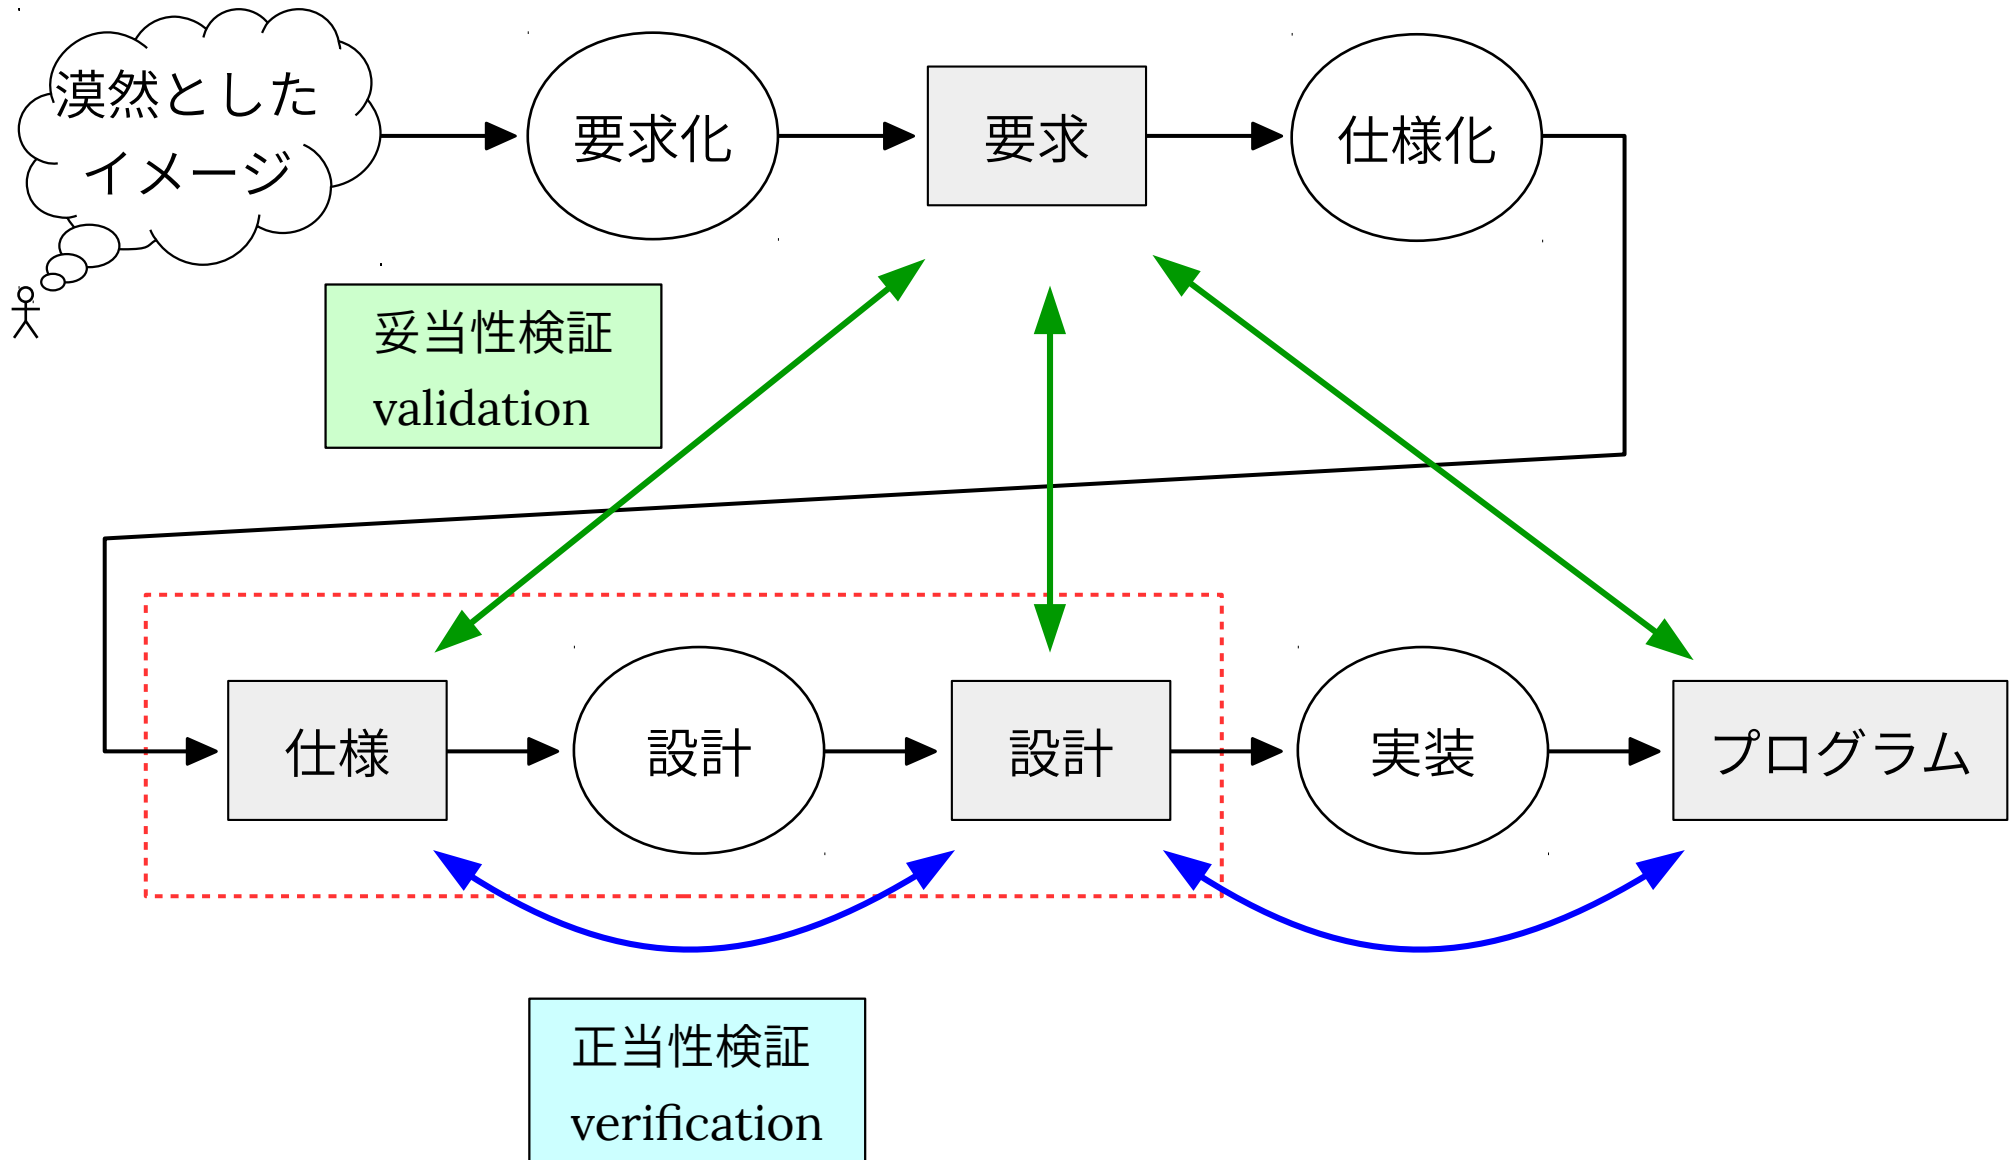 漠然とした
イメージ
要求化
要求
仕様化
妥当性検証
validation
仕様
設計
設計
実装
プログラム
正当性検証
verification